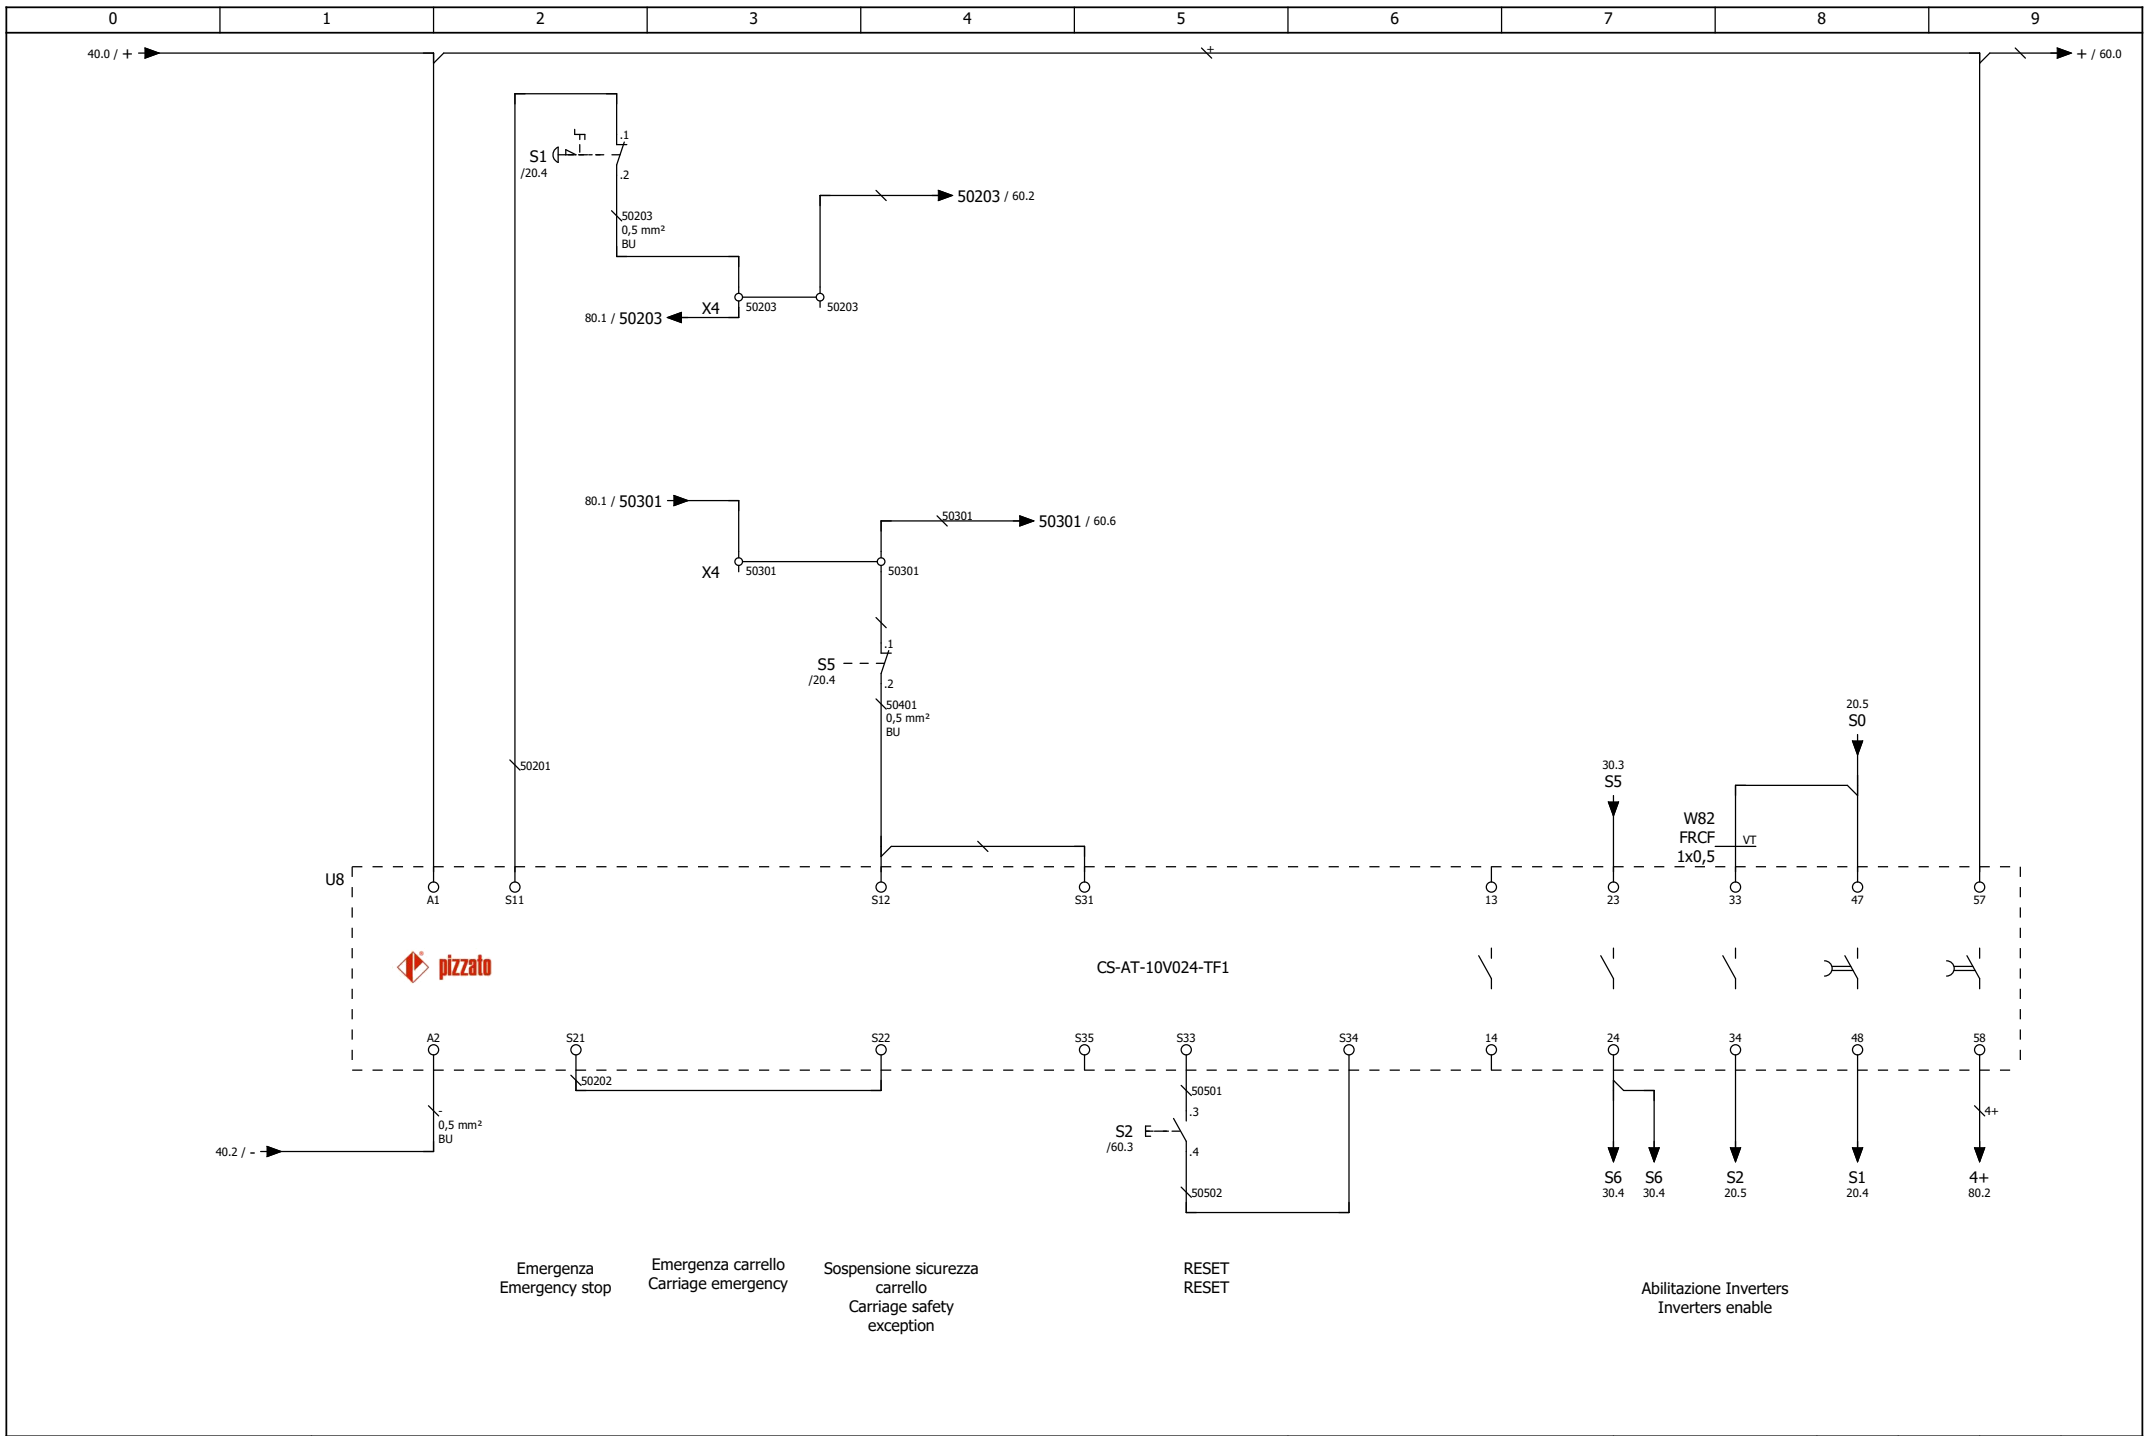 0 1 2 3 4 5 6 7 8 9
40.0 / +
+
+ / 60.0
.1
S1
/20.4
.2
50203
0,5 mm²
BU
50203 / 60.2
X4
50203
50203
80.1 / 50203
80.1 / 50301
50301
50301 / 60.6
X4
50301
50301
.1
S5
/20.4
.2
50401
0,5 mm²
BU
50201
20.5
S0
30.3
S5
W82
FRCF
1x0,5
VT
U8
A1 S11 S12 S31 13 23 33 47 57
pizzato
CS-AT-10V024-TF1
A2 S21 S22 S35 S33 S34 14 24 34 48 58
50202
-
0,5 mm²
BU
40.2 / -
50501
.3
S2
/60.3
.4
50502
4+
S6 S6 S2 S1 4+
30.4 30.4 20.5 20.4 80.2
Emergenza
Emergency stop
Emergenza carrello
Carriage emergency
Sospensione sicurezza
carrello
Carriage safety
exception
RESET
RESET
Abilitazione Inverters
Inverters enable